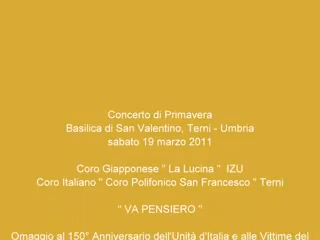 Concerto di Primavera
Basilica di San Valentino, Terni - Umbria
sabato 19 marzo 2011
Coro Giapponese " La Lucina "  IZU
Coro Italiano " Coro Polifonico San Francesco " Terni
" VA PENSIERO "
Omaggio al 150° Anniversario dell'Unità d'Italia e alle Vittime del